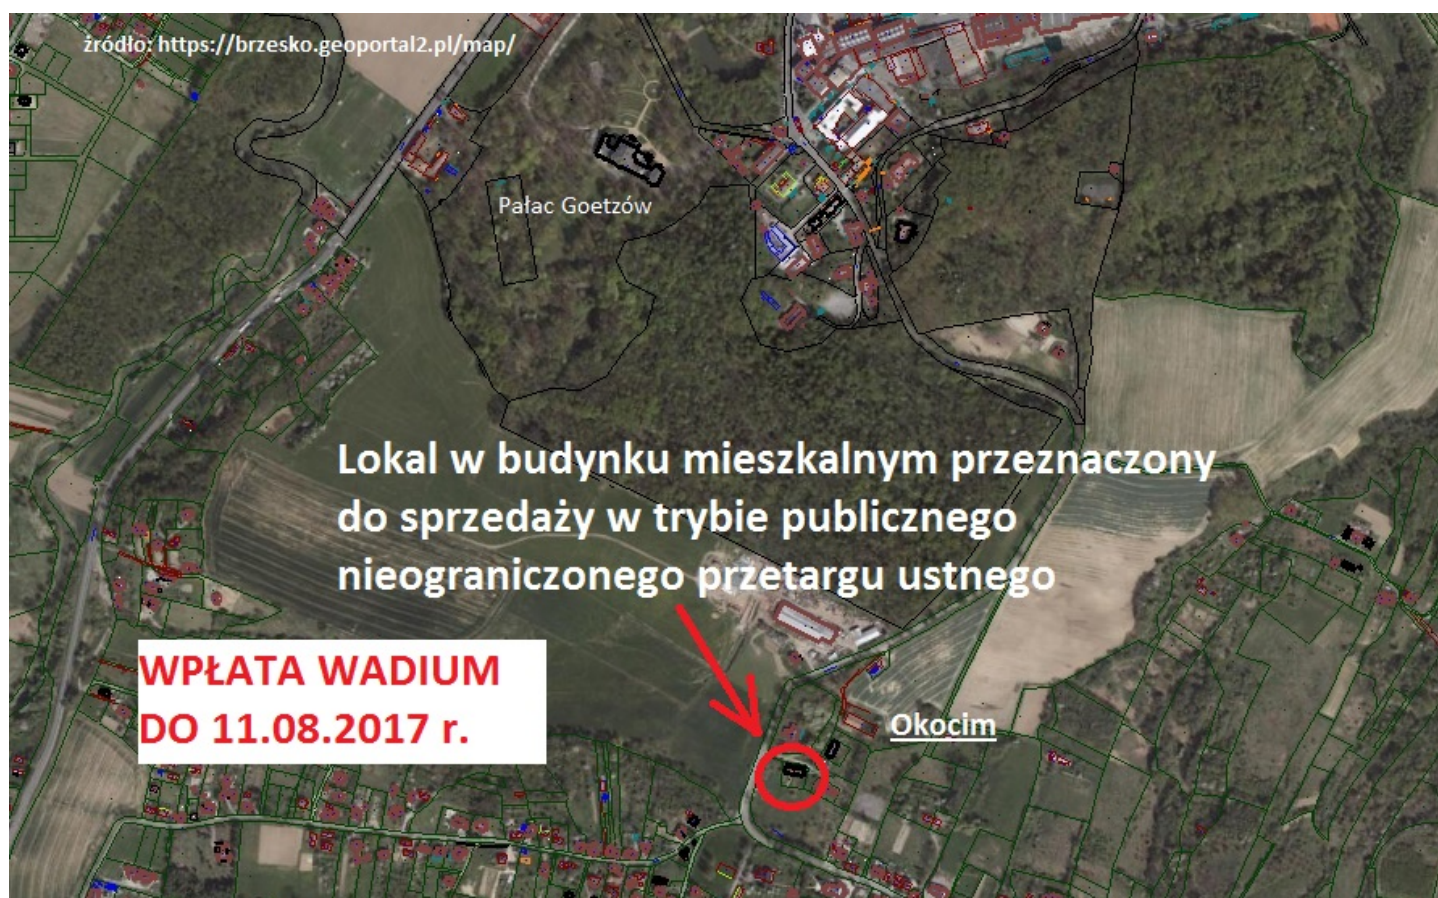 źródło: https://brzesko.geoportal2.pl/map/
Pałac Goetzów
Lokal w budynku mieszkalnym przeznaczony
do sprzedaży w trybie publicznego
nieograniczonego przetargu ustnego
WPŁATA WADIUM
DO 11.08.2017 r.
Okocim